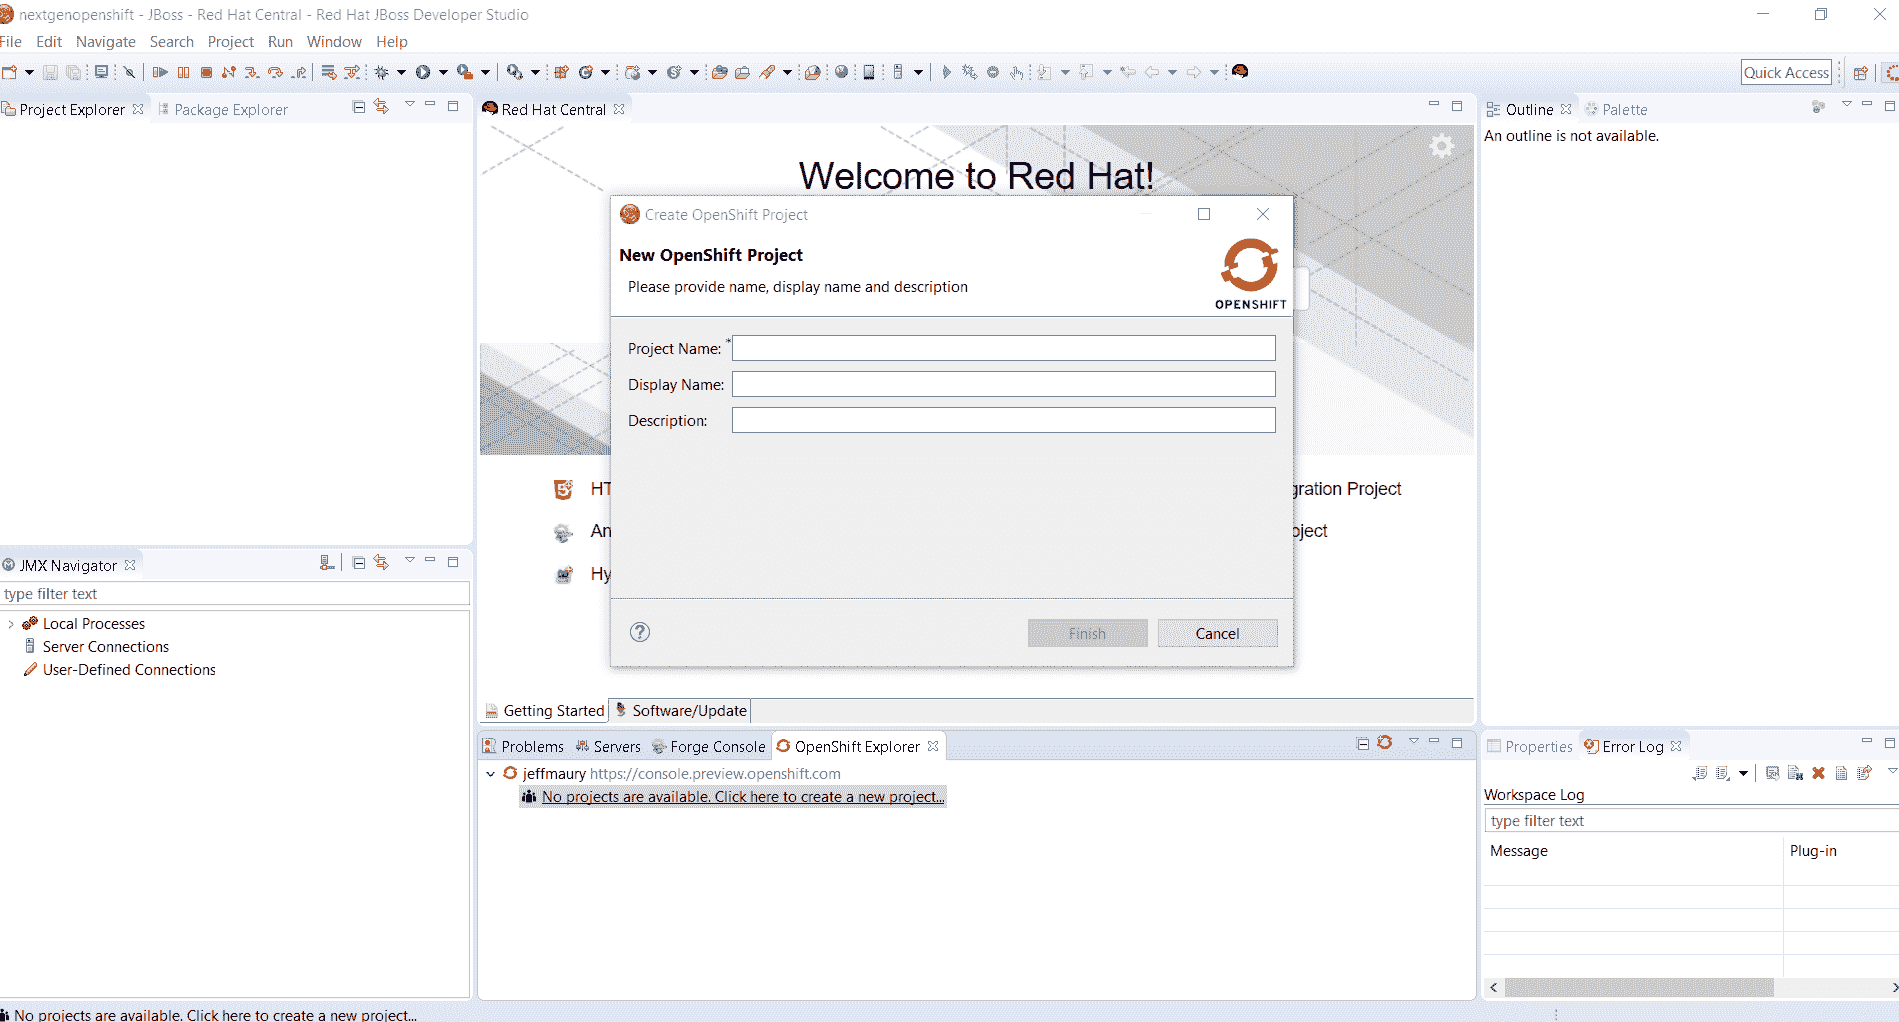 nextgenopenshift - JBoss - Red Hat Central - Red Hat JBoss Developer Studio
File Edit Navigate Search Project Run Window Help
Quick Access
Project Explorer
Package Explorer
Red Hat Central
Outline
Palette
An outline is not available.
Welcome to Red Hat!
Create OpenShift Project
New OpenShift Project
Please provide name, display name and description
OPENSHIFT
Project Name: *
Display Name:
Description:
HT
gration Project
An
oject
Hy
Finish
Cancel
JMX Navigator
type filter text
Local Processes
Server Connections
User-Defined Connections
Getting Started
Software/Update
Problems
Servers
Forge Console
OpenShift Explorer
jeffmaury https://console.preview.openshift.com
No projects are available. Click here to create a new project...
Properties
Error Log
Workspace Log
type filter text
Message
Plug-in
No projects are available. Click here to create a new project...